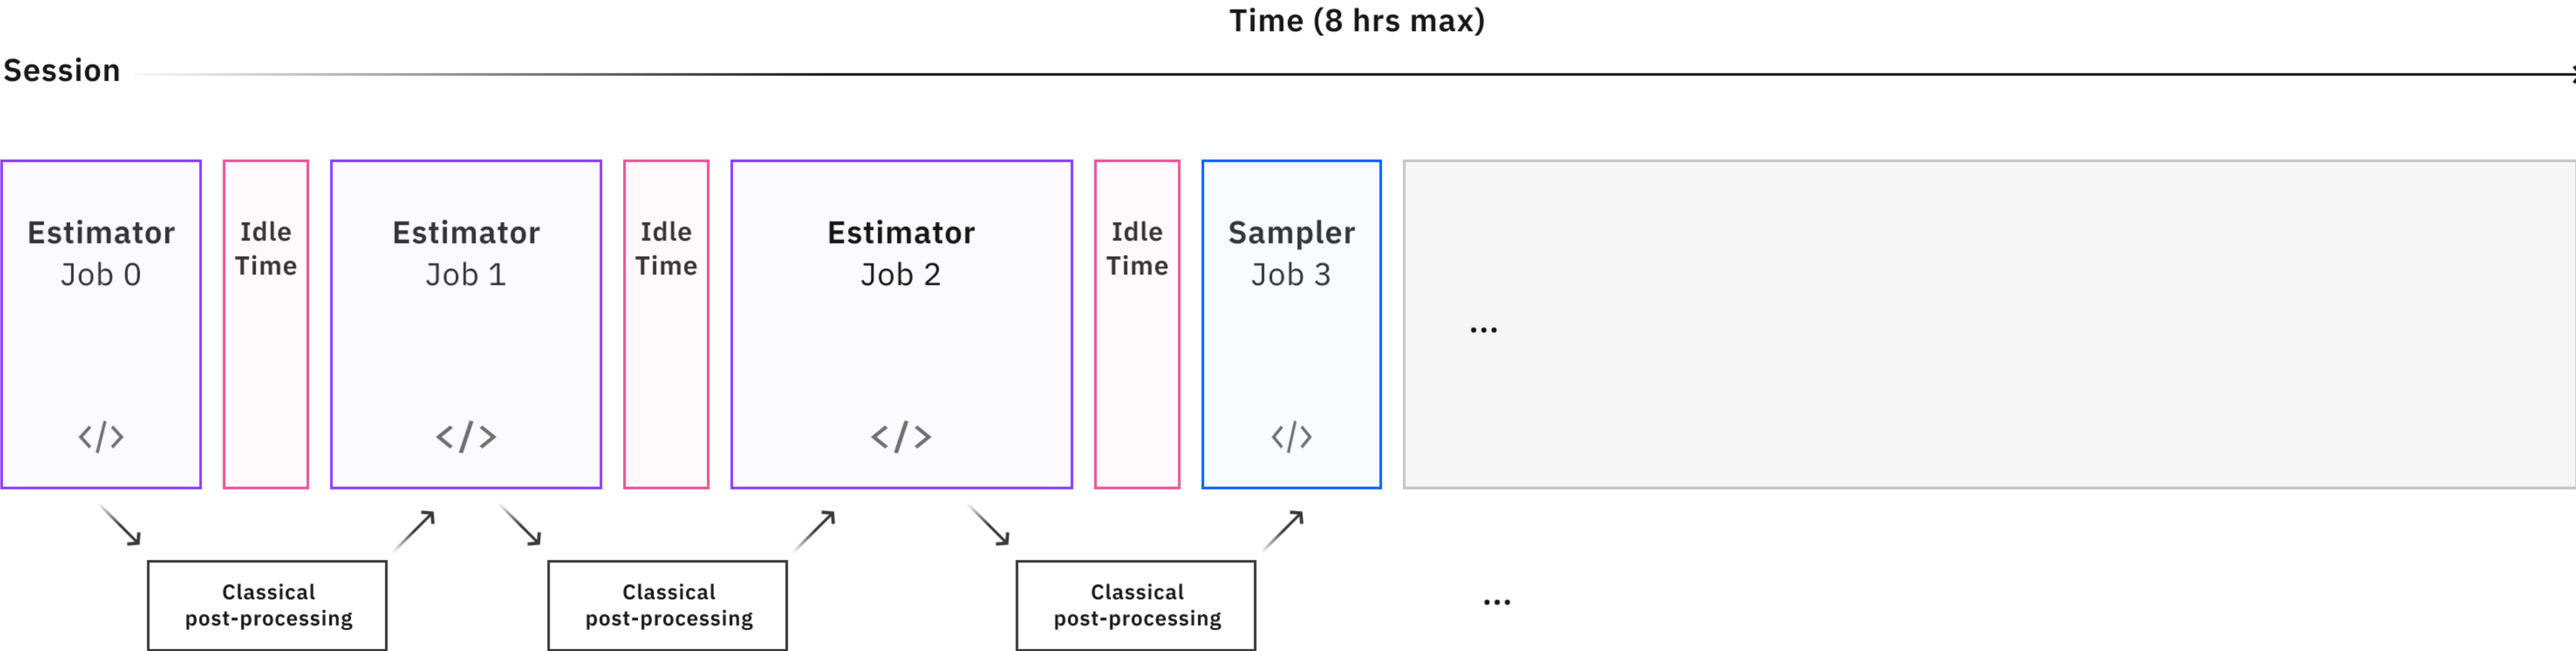 Time (8 hrs max)
Session
Estimator
Job 0
</>
Idle
Time
Estimator
Job 1
</>
Idle
Time
Estimator
Job 2
</>
Idle
Time
Sampler
Job 3
</>
...
Classical
post-processing
Classical
post-processing
Classical
post-processing
...